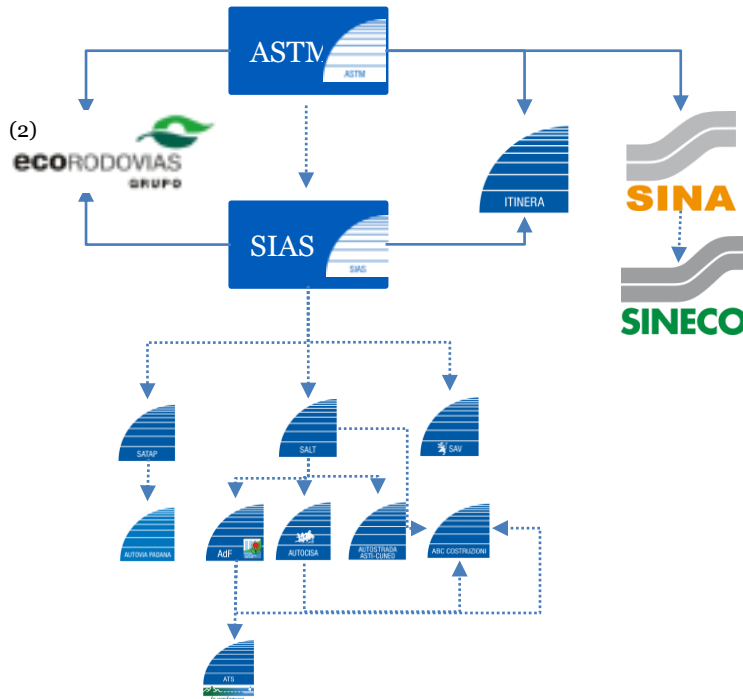 ASTM
ASTM
(2)
ecoRODOVIAS
GRUPO
ITINERA
SINA
SIAS
SIAS
SINECO
SATAP
SALT
SAV
AUTOVIA PADANA
AdF
AUTOCISA
AUTOSTRADA
ASTI-CUNEO
ABC COSTRUZIONI
ATS